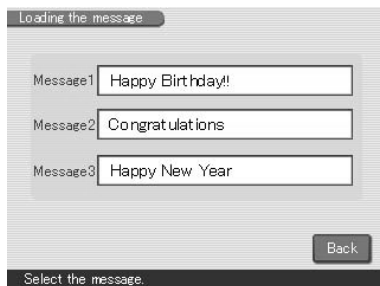 Loading the message
Message1 Happy Birthday!!
Message2 Congratulations
Message3 Happy New Year
Back
Select the message.